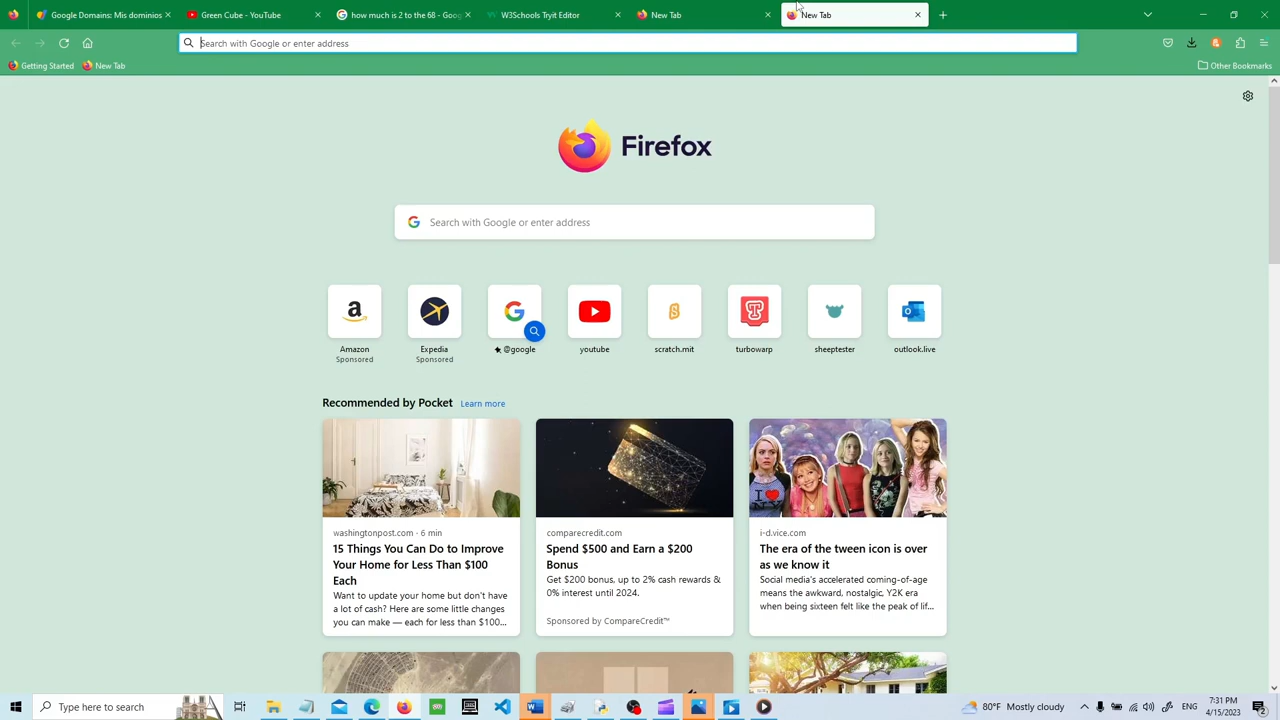 Google Domains: Mis dominios
Green Cube - YouTube
how much is 2 to the 68 - Goog
W3Schools Tryit Editor
New Tab
New Tab
Search with Google or enter address
Getting Started
New Tab
Other Bookmarks
Firefox
Search with Google or enter address
Amazon
Sponsored
Expedia
Sponsored
@google
youtube
scratch.mit
turbowarp
sheeptester
outlook.live
Recommended by Pocket Learn more
washingtonpost.com · 6 min
15 Things You Can Do to Improve
Your Home for Less Than $100
Each
Want to update your home but don't have
a lot of cash? Here are some little changes
you can make — each for less than $100...
comparecredit.com
Spend $500 and Earn a $200
Bonus
Get $200 bonus, up to 2% cash rewards &
0% interest until 2024.
Sponsored by CompareCredit™
i-d.vice.com
The era of the tween icon is over
as we know it
Social media's accelerated coming-of-age
means the awkward, nostalgic, Y2K era
when being sixteen felt like the peak of lif...
Type here to search
80°F Mostly cloudy
ENG
7:31 PM
4/15/2023